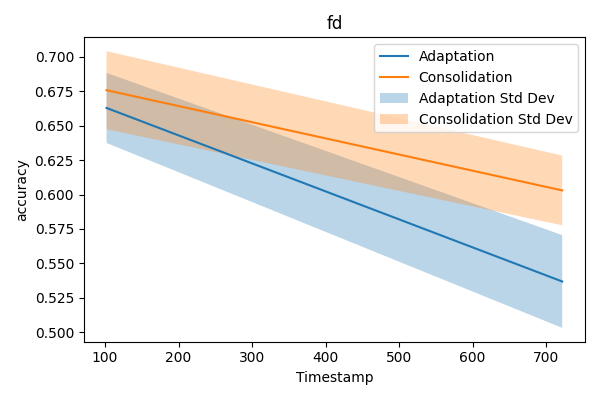 fd
Adaptation
Consolidation
Adaptation Std Dev
Consolidation Std Dev
accuracy
0.700
0.675
0.650
0.625
0.600
0.575
0.550
0.525
0.500
100 200 300 400 500 600 700
Timestamp